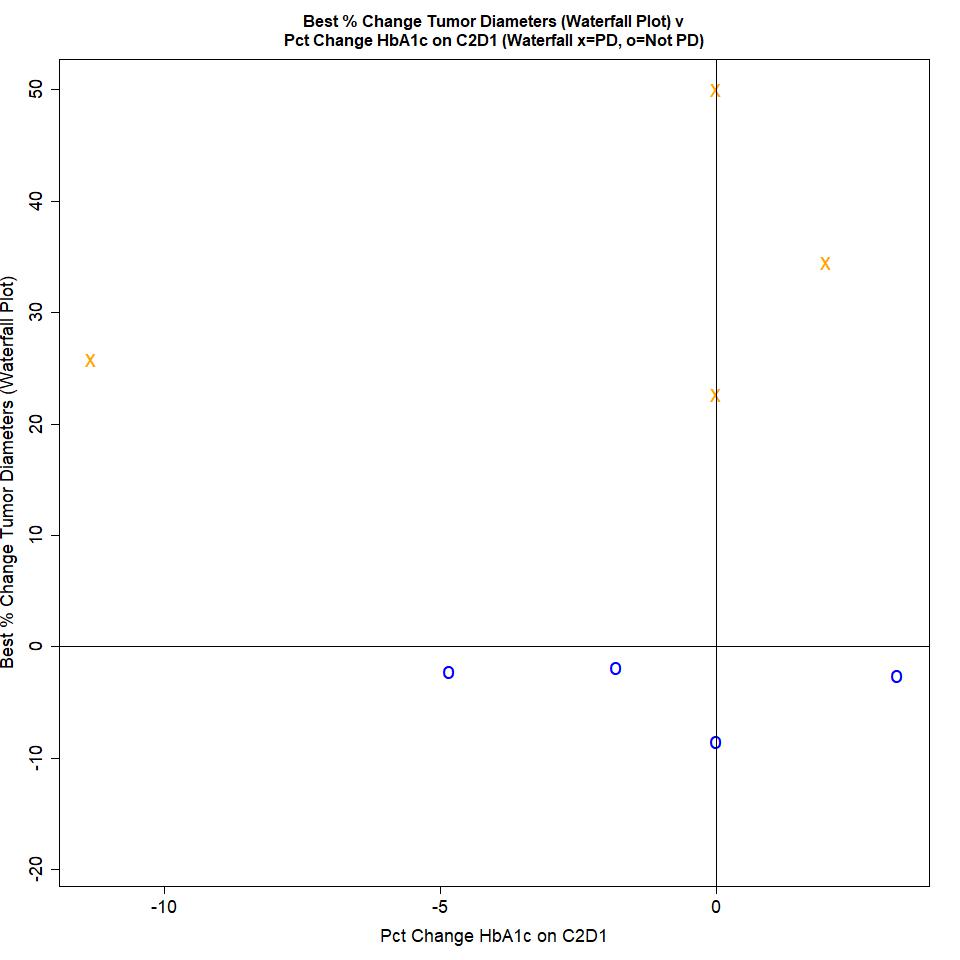 Best % Change Tumor Diameters (Waterfall Plot) v
Pct Change HbA1c on C2D1 (Waterfall x=PD, o=Not PD)
Best % Change Tumor Diameters (Waterfall Plot)
50
40
30
20
10
0
-10
-20
X
X
X
X
O
O
O
O
-10
-5
0
Pct Change HbA1c on C2D1